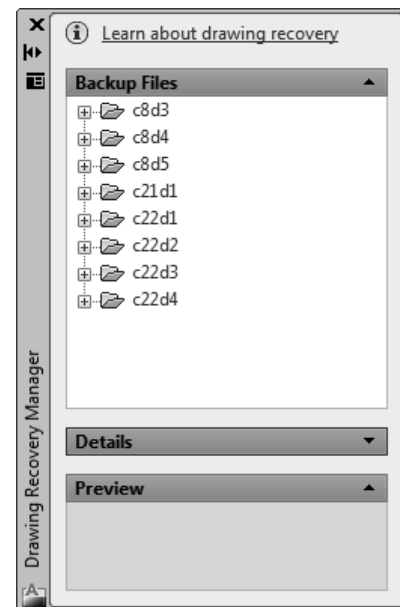 Learn about drawing recovery
Backup Files
c8d3
c8d4
c8d5
c21d1
c22d1
c22d2
c22d3
c22d4
Details
Preview
Drawing Recovery Manager